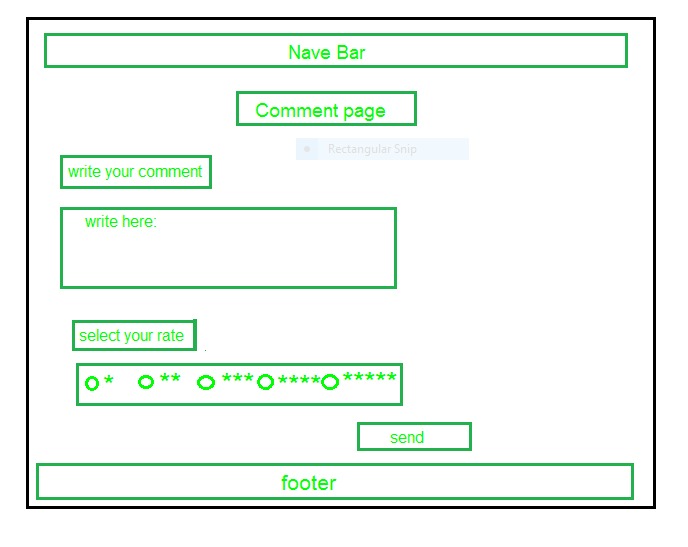 Nave Bar
Comment page
Rectangular Snip
write your comment
write here:
select your rate
* ** *** **** *****
send
footer